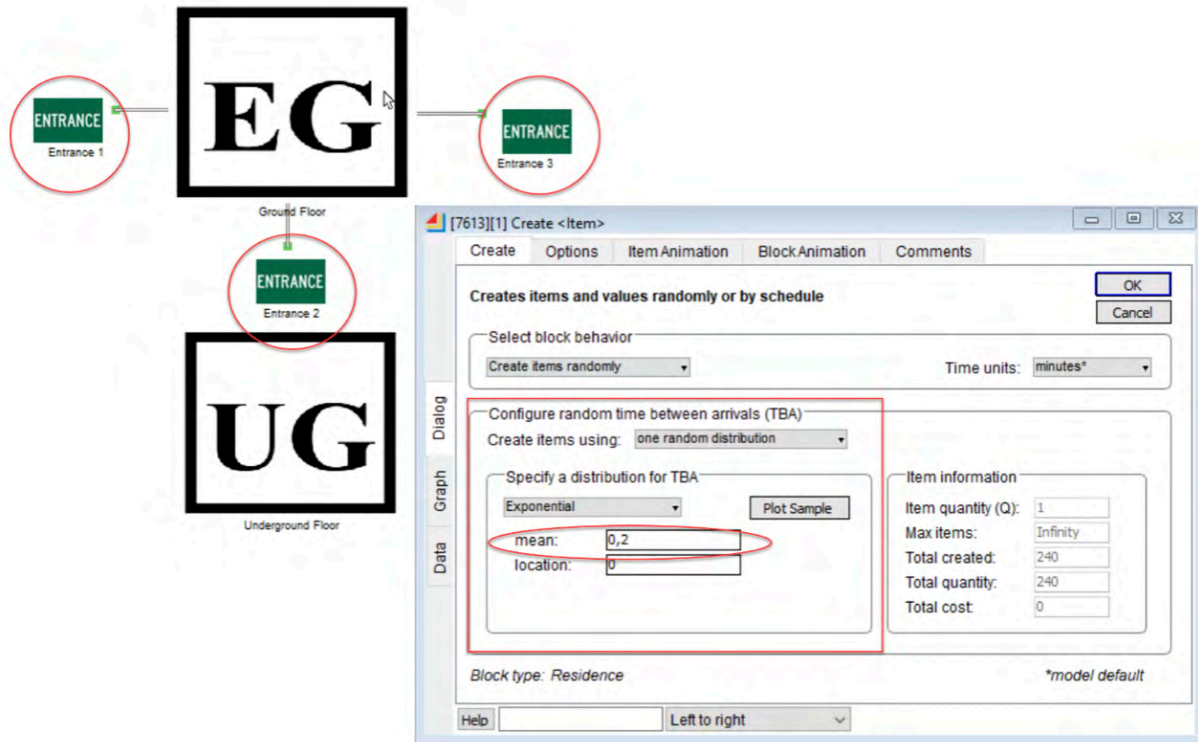 EG
ENTRANCE
Entrance 1
ENTRANCE
Entrance 3
Ground Floor
ENTRANCE
Entrance 2
UG
Underground Floor
[7613][1] Create <Item>
Create Options Item Animation Block Animation Comments
Creates items and values randomly or by schedule
OK
Cancel
Select block behavior
Create items randomly
Time units: minutes*
Dialog
Graph
Data
Configure random time between arrivals (TBA)
Create items using: one random distribution
Specify a distribution for TBA
Exponential
Plot Sample
mean: 0,2
location: 0
Item information
Item quantity (Q): 1
Max items: Infinity
Total created: 240
Total quantity: 240
Total cost: 0
Block type: Residence
*model default
Help
Left to right